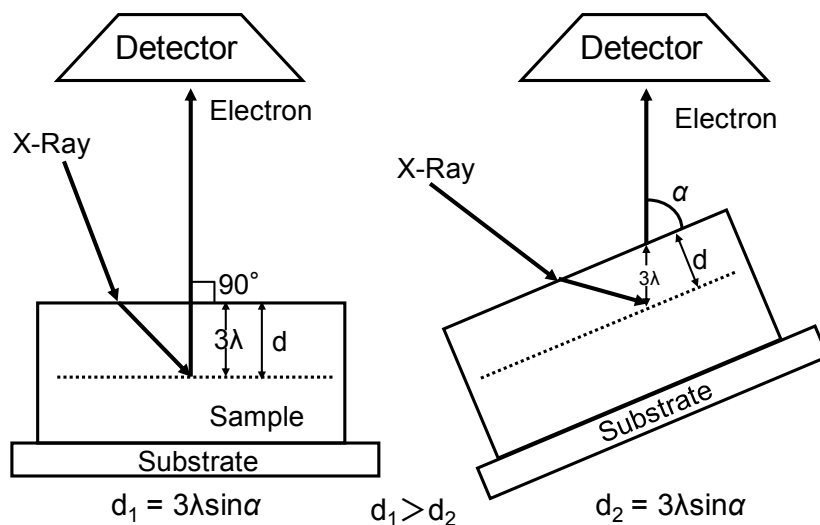 Detector
Electron
X-Ray
90°
3λ
d
Sample
Substrate
d₁ = 3λsinα
Detector
Electron
X-Ray
α
3λ
d
Substrate
d₂ = 3λsinα
d₁＞d₂